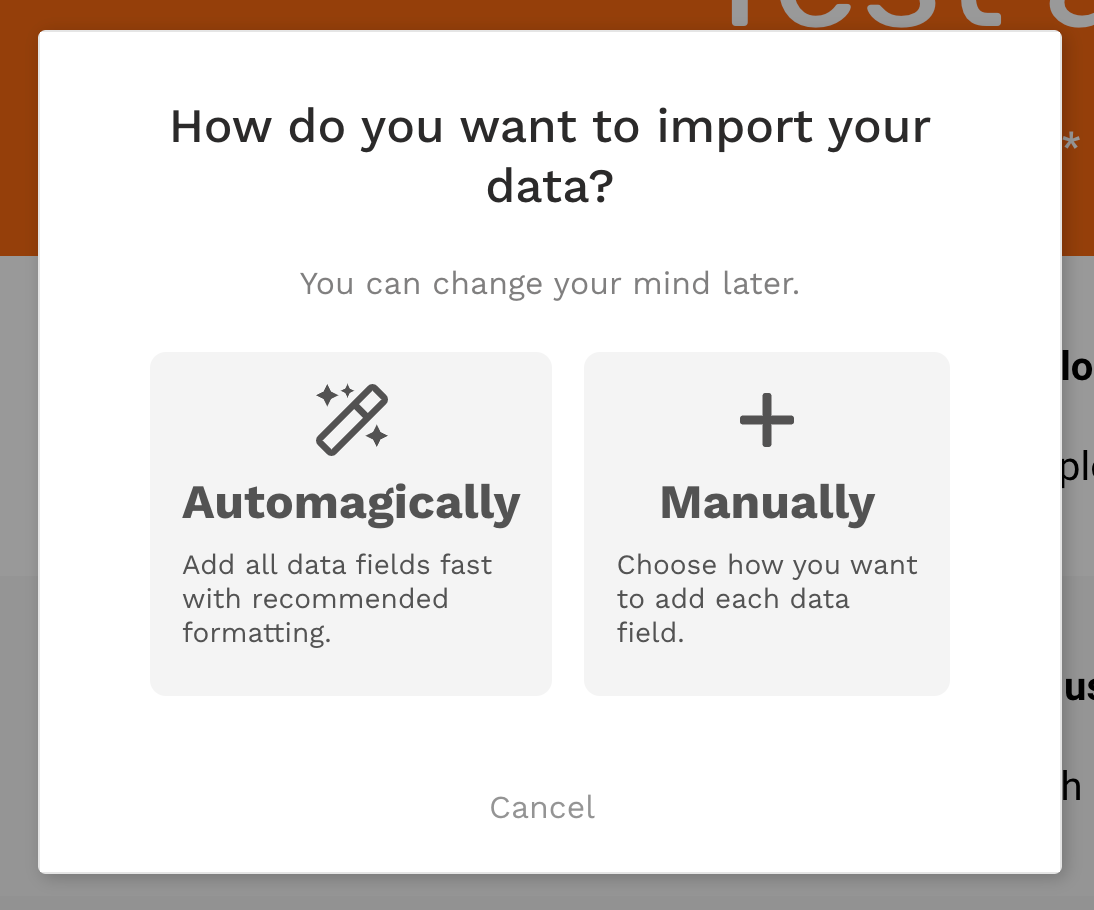 How do you want to import your
data?
You can change your mind later.
Automagically
Add all data fields fast
with recommended
formatting.
Manually
Choose how you want
to add each data
field.
Cancel